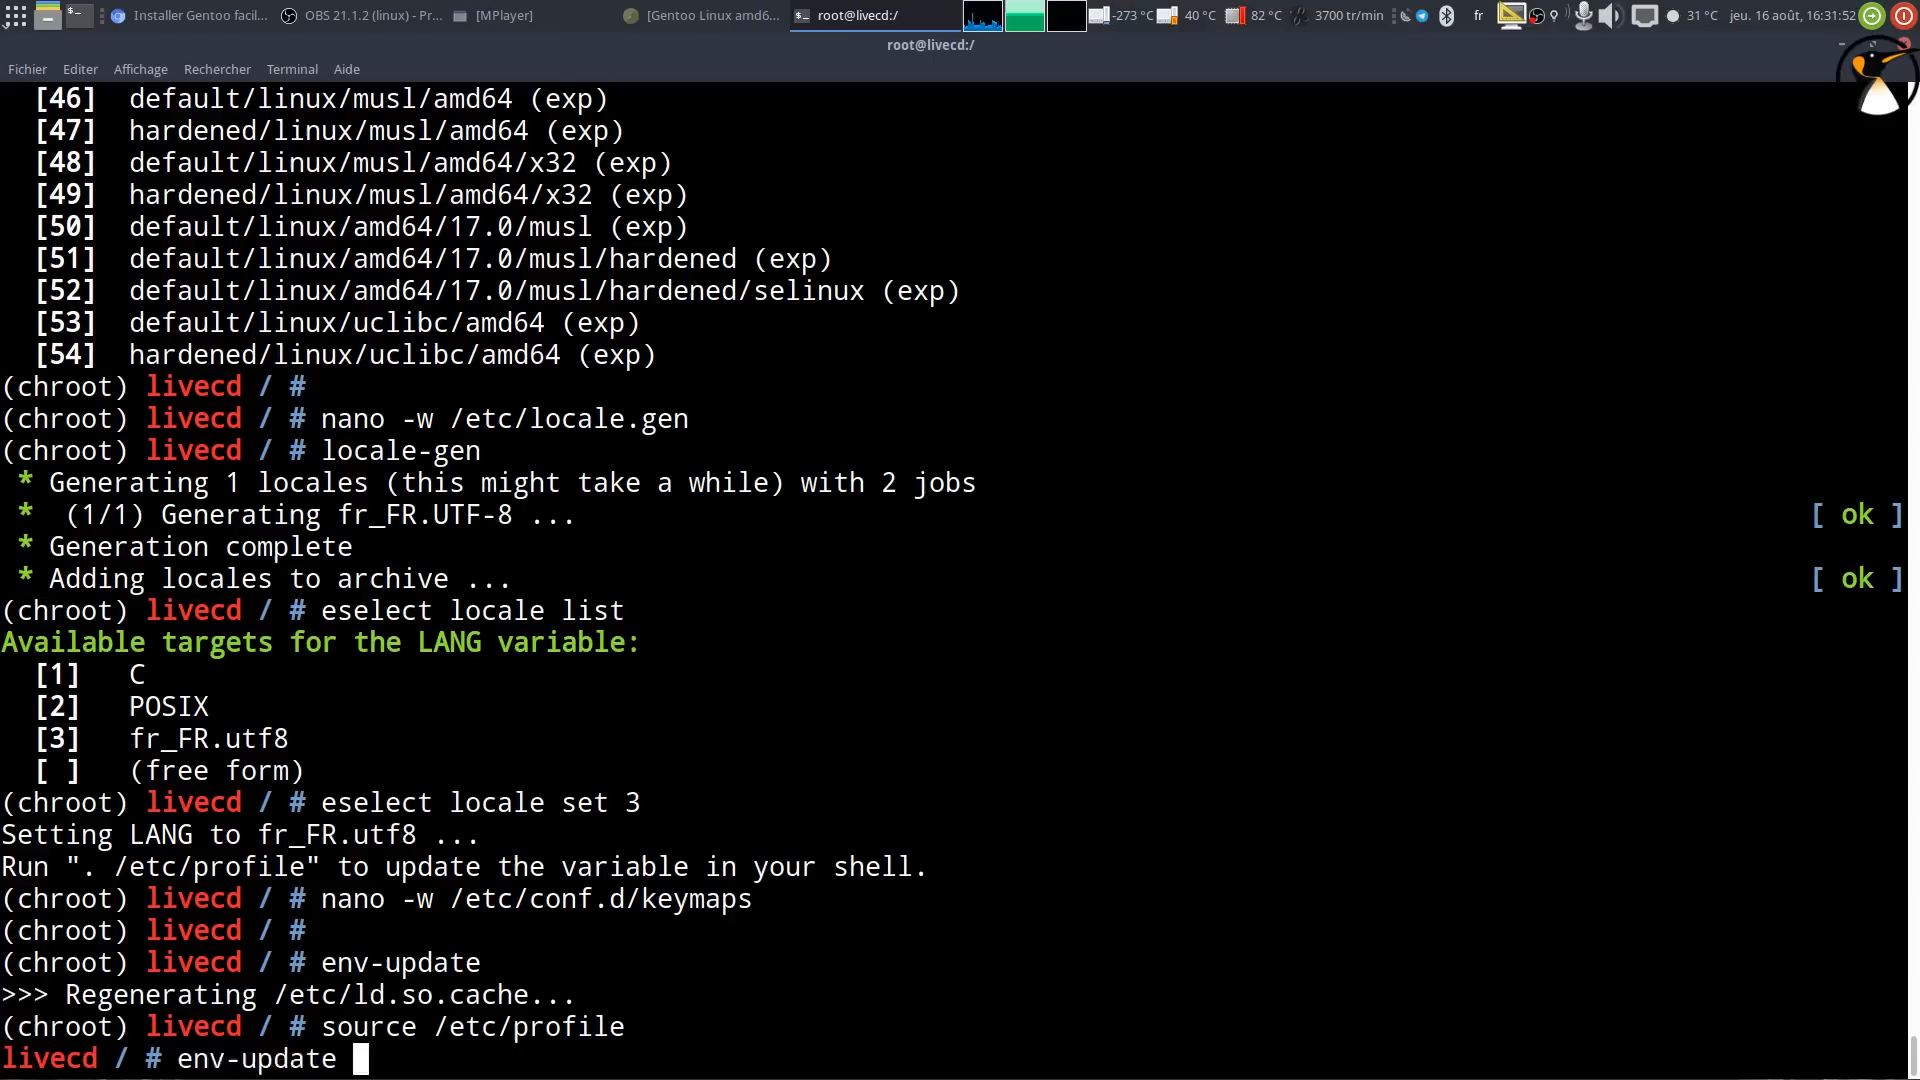 Installer Gentoo facil... OBS 21.1.2 (linux) - Pr... [MPlayer] [Gentoo Linux amd6... root@livecd:/ -273 °C 40 °C 82 °C 3700 tr/min fr 31 °C jeu. 16 août, 16:31:52
root@livecd:/
Fichier Editer Affichage Rechercher Terminal Aide
[46] default/linux/musl/amd64 (exp)
[47] hardened/linux/musl/amd64 (exp)
[48] default/linux/musl/amd64/x32 (exp)
[49] hardened/linux/musl/amd64/x32 (exp)
[50] default/linux/amd64/17.0/musl (exp)
[51] default/linux/amd64/17.0/musl/hardened (exp)
[52] default/linux/amd64/17.0/musl/hardened/selinux (exp)
[53] default/linux/uclibc/amd64 (exp)
[54] hardened/linux/uclibc/amd64 (exp)
(chroot) livecd / #
(chroot) livecd / # nano -w /etc/locale.gen
(chroot) livecd / # locale-gen
* Generating 1 locales (this might take a while) with 2 jobs
* (1/1) Generating fr_FR.UTF-8 ... [ ok ]
* Generation complete
* Adding locales to archive ... [ ok ]
(chroot) livecd / # eselect locale list
Available targets for the LANG variable:
[1] C
[2] POSIX
[3] fr_FR.utf8
[ ] (free form)
(chroot) livecd / # eselect locale set 3
Setting LANG to fr_FR.utf8 ...
Run ". /etc/profile" to update the variable in your shell.
(chroot) livecd / # nano -w /etc/conf.d/keymaps
(chroot) livecd / #
(chroot) livecd / # env-update
>>> Regenerating /etc/ld.so.cache...
(chroot) livecd / # source /etc/profile
livecd / # env-update